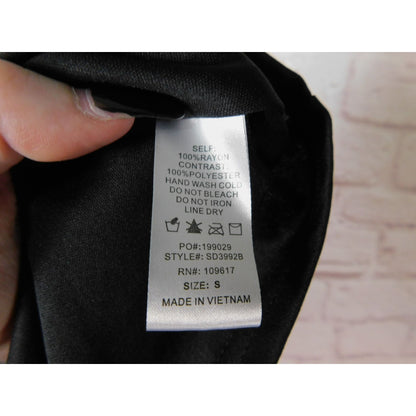 SELF:
100%RAYON
CONTRAST:
100%POLYESTER
HAND WASH COLD
DO NOT BLEACH
DO NOT IRON
LINE DRY
PO#: 199029
STYLE#: SD3992B
RN#: 109617
SIZE: S
MADE IN VIETNAM